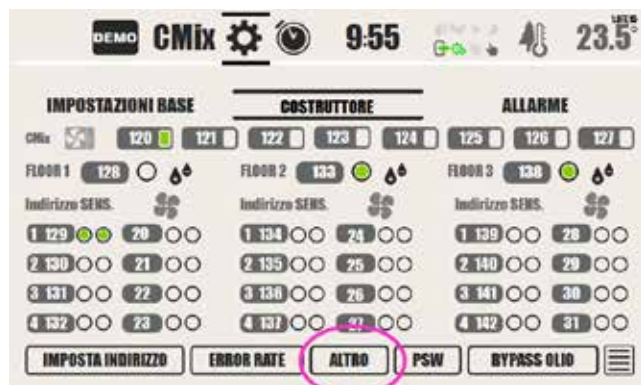 DEMO CMix 9:55 23.5°
IMPOSTAZIONI BASE COSTRUTTORE ALLARME
CMix 120 121 122 123 124 125 126 127
FLOOR 1 128 FLOOR 2 133 FLOOR 3 138
Indirizzo SENS. Indirizzo SENS. Indirizzo SENS.
1 129 20 1 134 24 1 139 28
2 130 21 2 135 25 2 140 29
3 131 22 3 136 26 3 141 30
4 132 23 4 137 27 4 142 31
IMPOSTA INDIRIZZO ERROR RATE ALTRO PSW BYPASS OLIO